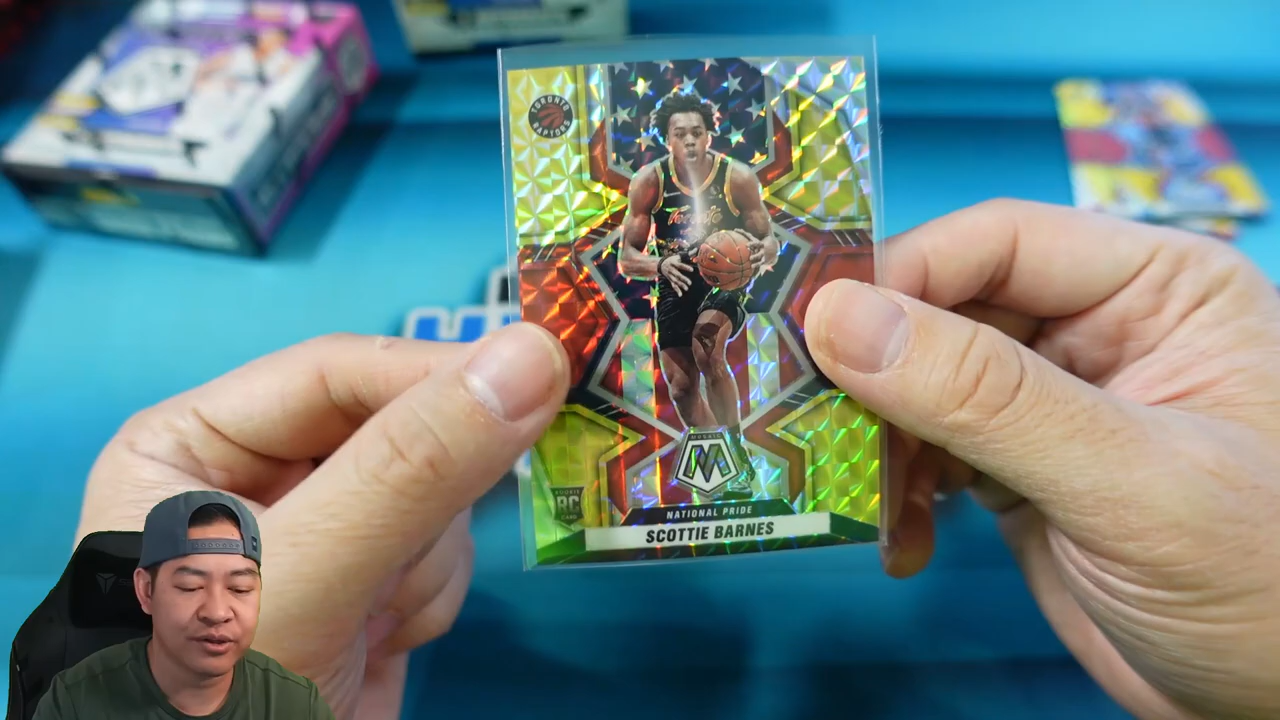 TORONTO
RAPTORS
Toronto
MOSAIC
ROOKIE
RC
CARD
NATIONAL PRIDE
SCOTTIE BARNES